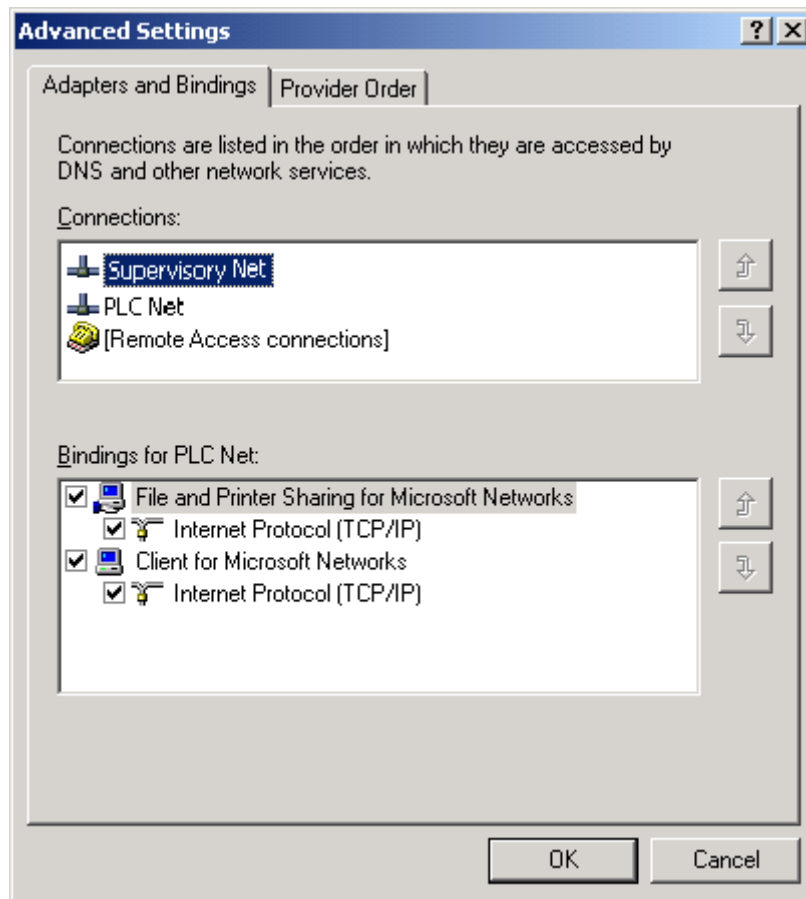 Advanced Settings
Adapters and Bindings
Provider Order
Connections are listed in the order in which they are accessed by
DNS and other network services.
Connections:
Supervisory Net
PLC Net
[Remote Access connections]
Bindings for PLC Net:
File and Printer Sharing for Microsoft Networks
Internet Protocol (TCP/IP)
Client for Microsoft Networks
Internet Protocol (TCP/IP)
OK
Cancel